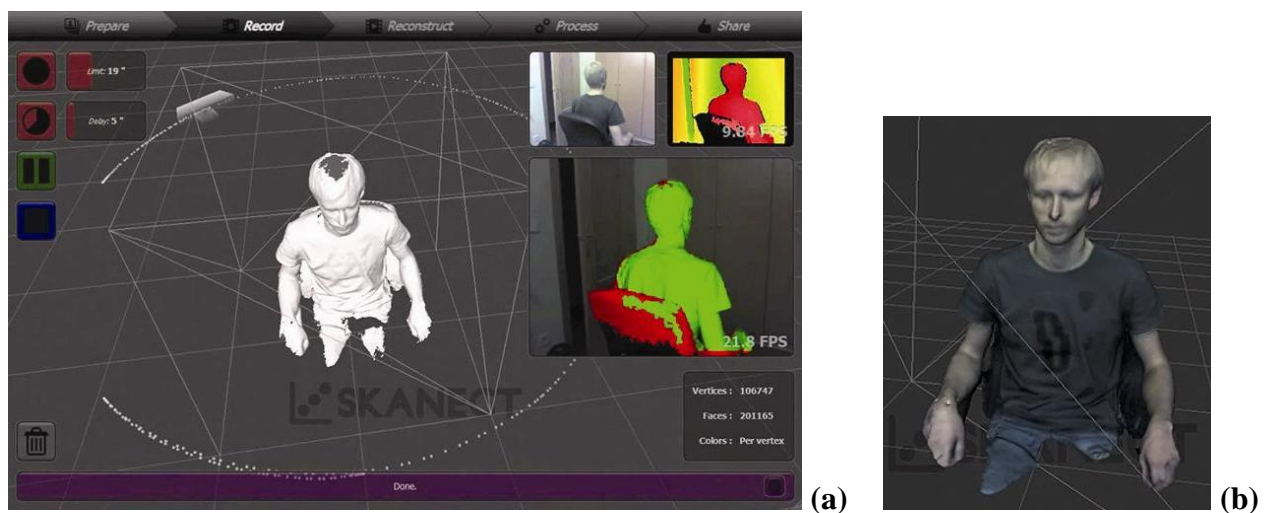 Prepare
Record
Reconstruct
Process
Share
Limit: 19 "
Delay: 5 "
9.84 FPS
21.8 FPS
SKANECT
Vertices : 106747
Faces : 201165
Colors : Per vertex
Done.
(a)
SKANECT
(b)